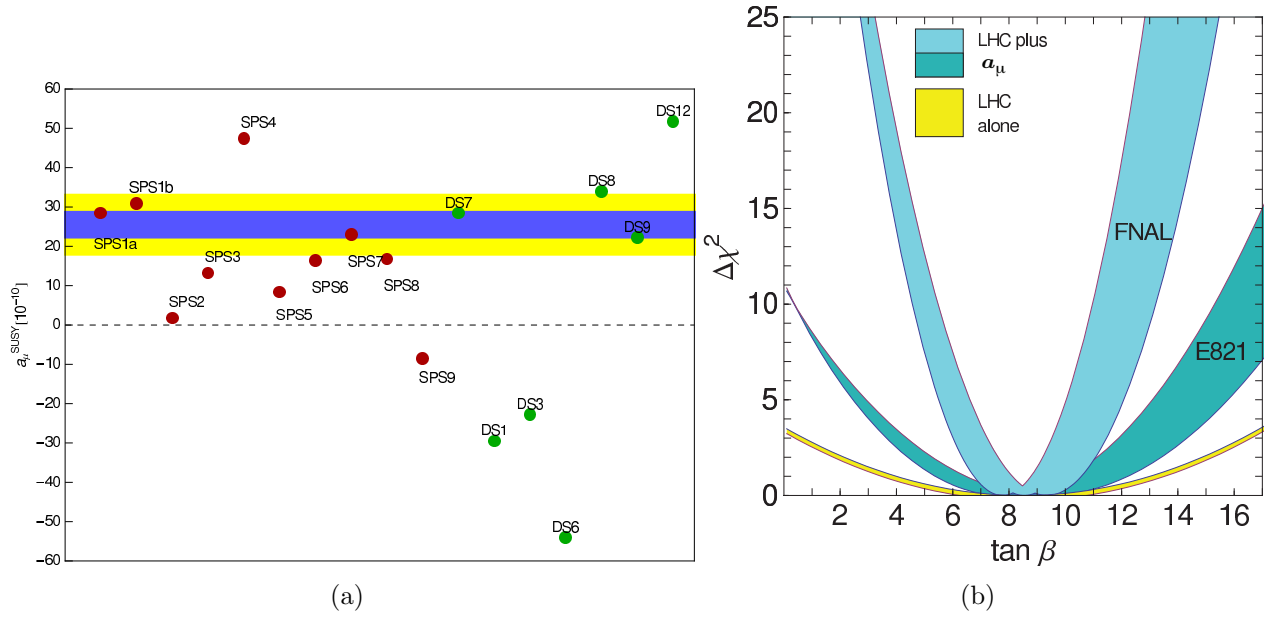 60
50
40
30
20
10
0
−10
−20
−30
−40
−50
−60
a_μ^SUSY [10⁻¹⁰]
SPS1a
SPS1b
SPS2
SPS3
SPS4
SPS5
SPS6
SPS7
SPS8
SPS9
DS7
DS1
DS3
DS6
DS8
DS9
DS12
(a)
25
20
15
10
5
0
Δχ²
LHC plus
a_μ
LHC
alone
FNAL
E821
2 4 6 8 10 12 14 16
tan β
(b)